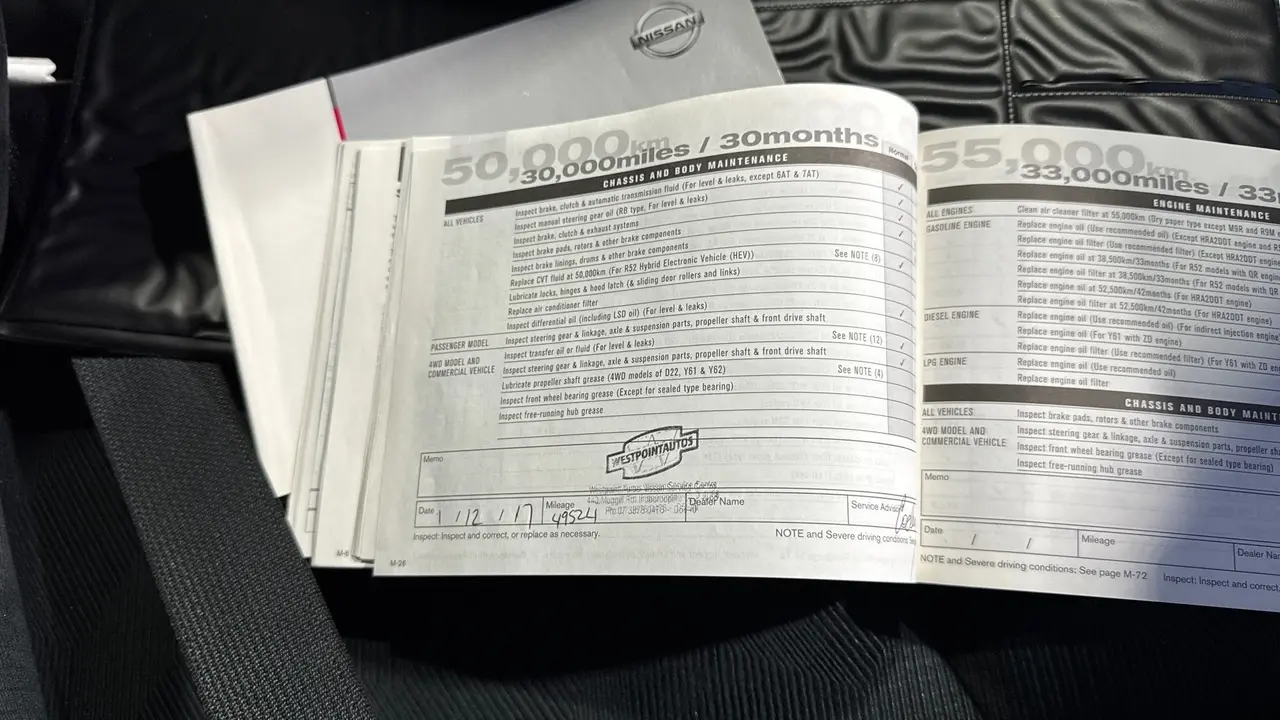 NISSAN
50,000km
30,000miles / 30months
Normal
CHASSIS AND BODY MAINTENANCE
ALL VEHICLES
Inspect brake, clutch & automatic transmission fluid (For level & leaks, except 6AT & 7AT) ✓
Inspect manual steering gear oil (RB type, For level & leaks) ✓
Inspect brake, clutch & exhaust systems ✓
Inspect brake pads, rotors & other brake components ✓
Inspect brake linings, drums & other brake components
Replace CVT fluid at 50,000km (For R52 Hybrid Electronic Vehicle (HEV)) See NOTE (8)
Lubricate locks, hinges & hood latch (& sliding door rollers and links)
Replace air conditioner filter
Inspect differential oil (including LSD oil) (For level & leaks)
PASSENGER MODEL Inspect steering gear & linkage, axle & suspension parts, propeller shaft & front drive shaft
4WD MODEL AND COMMERCIAL VEHICLE
Inspect transfer oil or fluid (For level & leaks) See NOTE (12)
Inspect steering gear & linkage, axle & suspension parts, propeller shaft & front drive shaft
Lubricate propeller shaft grease (4WD models of D22, Y61 & Y62)
Inspect front wheel bearing grease (Except for sealed type bearing) See NOTE (4)
Inspect free-running hub grease
Memo
WESTPOINTAUTOS
Date 1 / 12 / 17 Mileage 49524 Dealer Name Service Advisor
Inspect: Inspect and correct, or replace as necessary. NOTE and Severe driving conditions:
M-26
M-6
55,000km
33,000miles / 33
ENGINE MAINTENANCE
ALL ENGINES Clean air cleaner filter at 55,000km (Dry paper type except M9R and R9M
GASOLINE ENGINE Replace engine oil (Use recommended oil) (Except HRA2DDT engine and
Replace engine oil filter (Use recommended filter) (Except HRA2DDT
Replace engine oil at 38,500km/33months (For R52 models with QR engine
Replace engine oil filter at 38,500km/33months (For R52 models with QR
Replace engine oil at 52,500km/42months (For HRA2DDT engine)
Replace engine oil filter at 52,500km/42months (For HRA2DDT engine)
DIESEL ENGINE Replace engine oil (Use recommended oil) (For indirect injection engine
Replace engine oil (For Y61 with ZD engine)
Replace engine oil filter (Use recommended filter) (For Y61 with ZD
LPG ENGINE Replace engine oil (Use recommended oil)
Replace engine oil filter
CHASSIS AND BODY MAINT
ALL VEHICLES Inspect brake pads, rotors & other brake components
4WD MODEL AND COMMERCIAL VEHICLE
Inspect steering gear & linkage, axle & suspension parts, propeller
Inspect front wheel bearing grease (Except for sealed type bearing)
Inspect free-running hub grease
Memo
Date / / Mileage Dealer Na
NOTE and Severe driving conditions: See page M-72 Inspect: Inspect and correct,